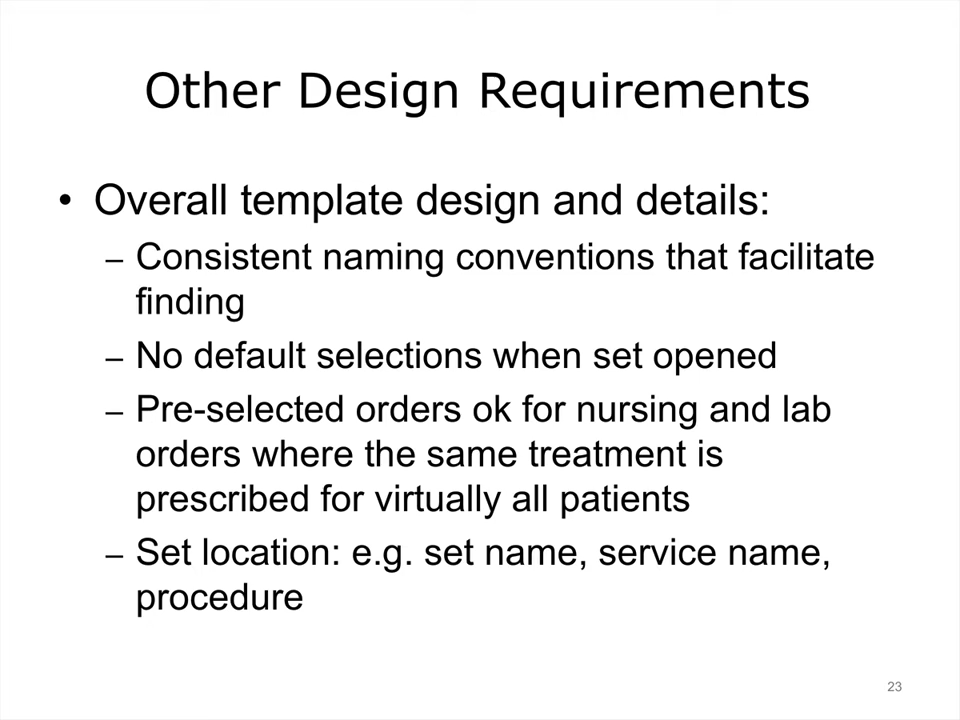 Other Design Requirements
• Overall template design and details:
– Consistent naming conventions that facilitate
finding
– No default selections when set opened
– Pre-selected orders ok for nursing and lab
orders where the same treatment is
prescribed for virtually all patients
– Set location: e.g. set name, service name,
procedure
23